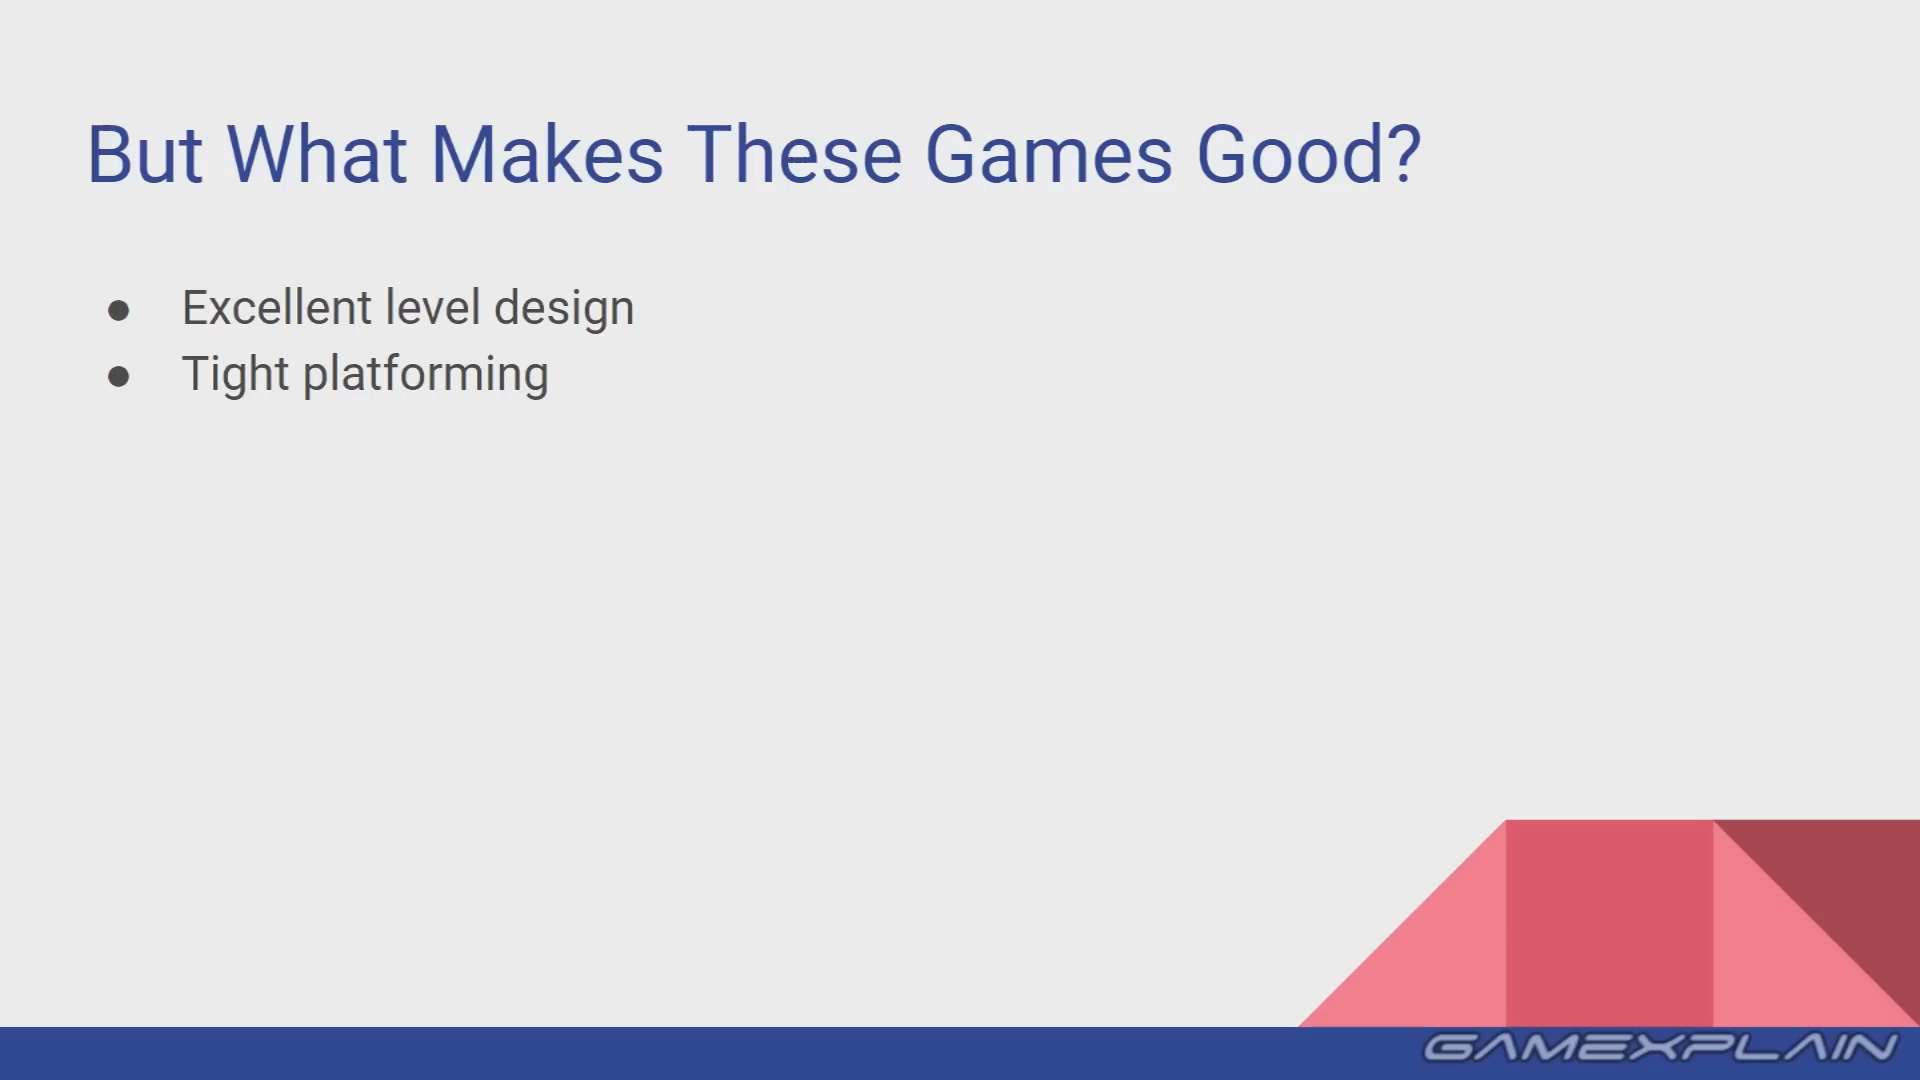 But What Makes These Games Good?
● Excellent level design
● Tight platforming
GAMEXPLAIN